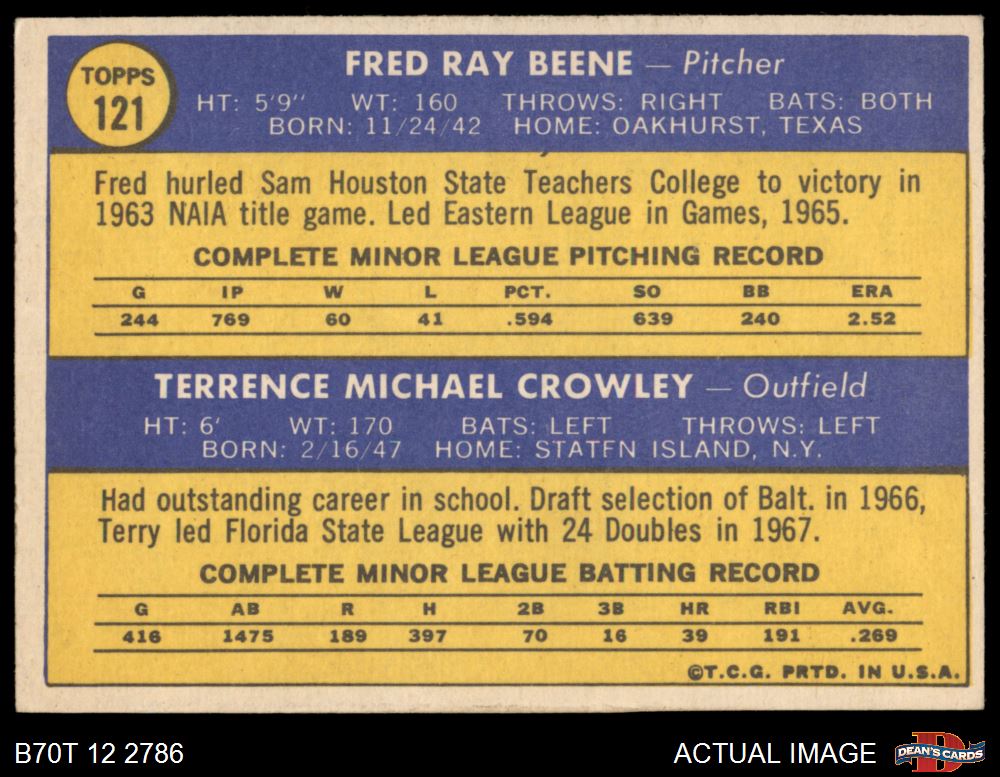 TOPPS
121
FRED RAY BEENE — Pitcher
HT: 5'9" WT: 160 THROWS: RIGHT BATS: BOTH
BORN: 11/24/42 HOME: OAKHURST, TEXAS
Fred hurled Sam Houston State Teachers College to victory in
1963 NAIA title game. Led Eastern League in Games, 1965.
COMPLETE MINOR LEAGUE PITCHING RECORD
G IP W L PCT. SO BB ERA
244 769 60 41 .594 639 240 2.52
TERRENCE MICHAEL CROWLEY — Outfield
HT: 6' WT: 170 BATS: LEFT THROWS: LEFT
BORN: 2/16/47 HOME: STATEN ISLAND, N.Y.
Had outstanding career in school. Draft selection of Balt. in 1966,
Terry led Florida State League with 24 Doubles in 1967.
COMPLETE MINOR LEAGUE BATTING RECORD
G AB R H 2B 3B HR RBI AVG.
416 1475 189 397 70 16 39 191 .269
©T.C.G. PRTD. IN U.S.A.
B70T 12 2786 ACTUAL IMAGE D DEAN'S CARDS